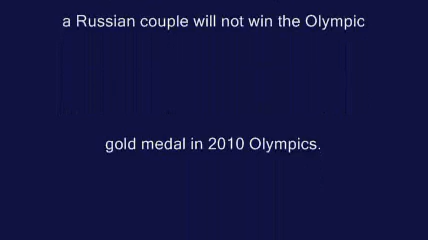 a Russian couple will not win the Olympic
gold medal in 2010 Olympics.